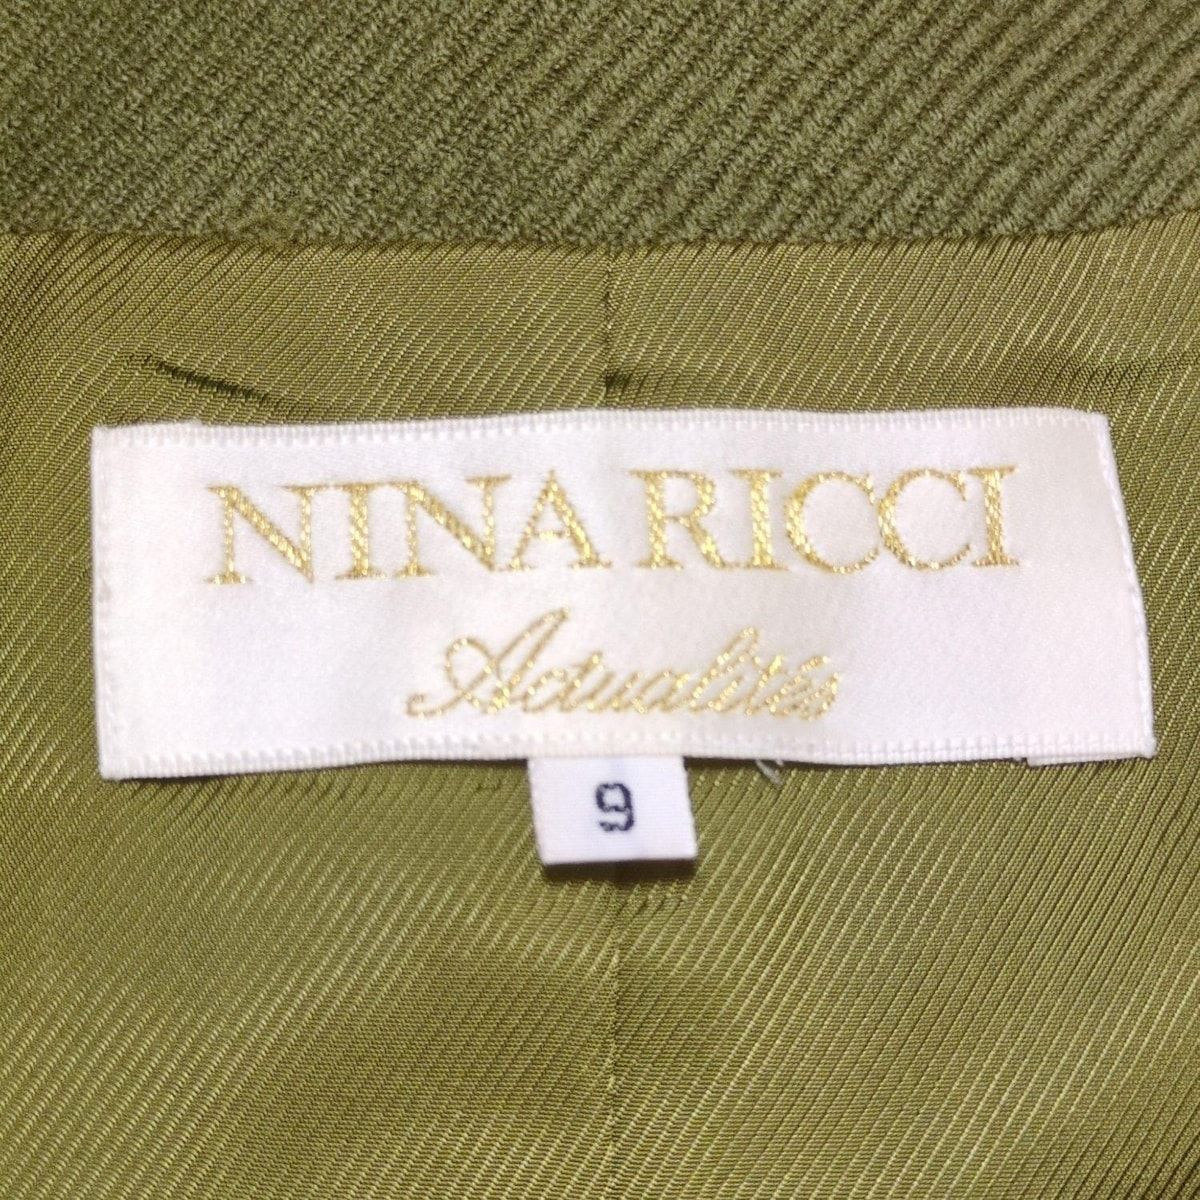 NINA RICCI
Actualités
9